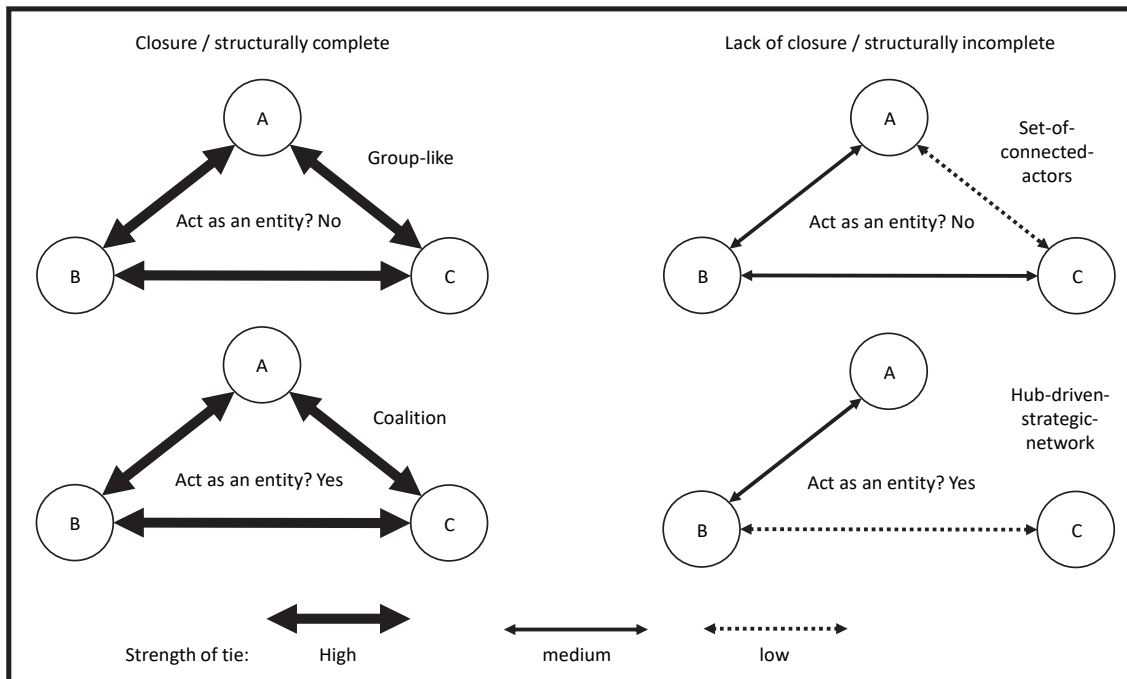 Closure / structurally complete
A
Group-like
Act as an entity? No
B
C
Lack of closure / structurally incomplete
A
Set-of-
connected-
actors
Act as an entity? No
B
C
A
Coalition
Act as an entity? Yes
B
C
A
Hub-driven-
strategic-
network
Act as an entity? Yes
B
C
Strength of tie: High medium low